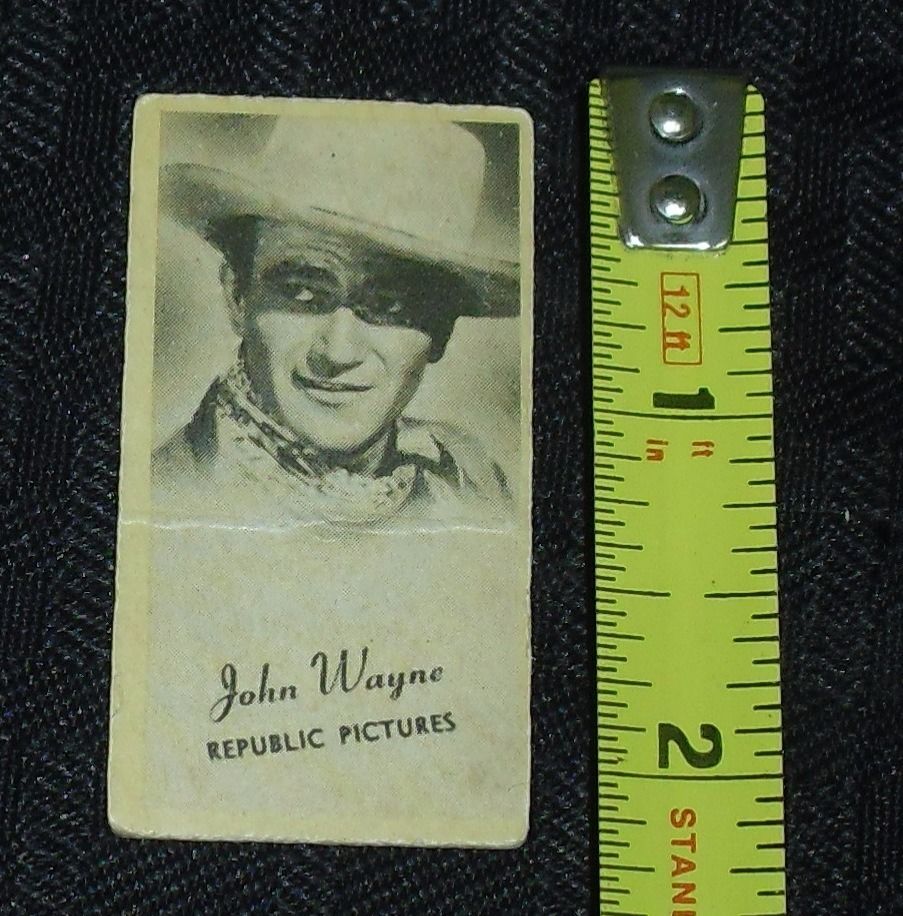 John Wayne
REPUBLIC PICTURES
12 ft
1
in ft
2
STAN